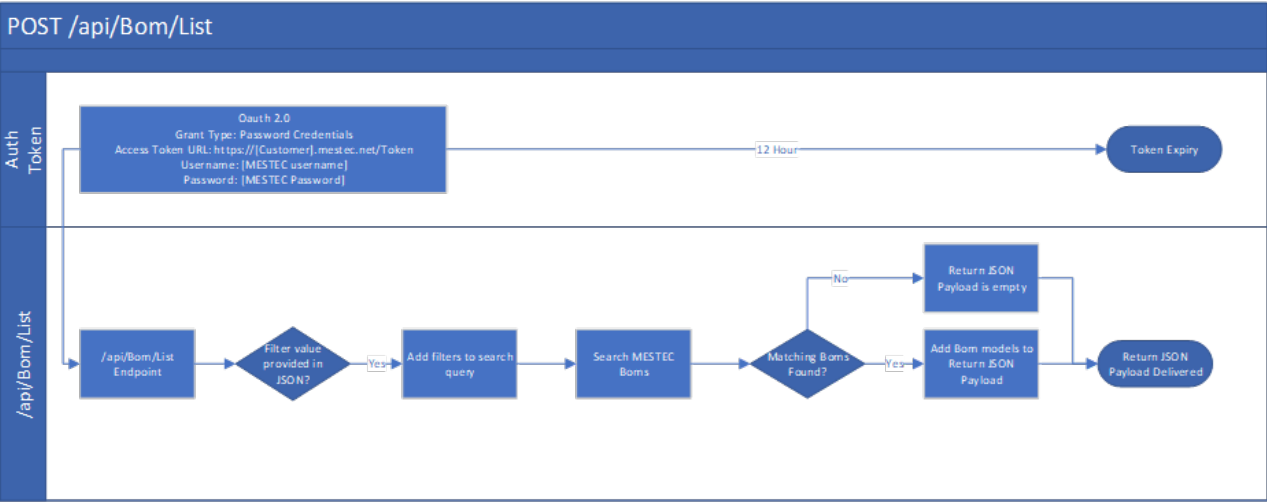 POST /api/Bom/List
Auth
Token
Oauth 2.0
Grant Type: Password Credentials
Access Token URL: https://[Customer].mestec.net/Token
Username: [MESTEC username]
Password: [MESTEC Password]
12 Hour
Token Expiry
/api/Bom/List
/api/Bom/List
Endpoint
Filter value
provided in
JSON?
Yes
Add filters to search
query
Search MESTEC
Boms
Matching Boms
Found?
No
Return JSON
Payload is empty
Yes
Add Bom models to
Return JSON
Payload
Return JSON
Payload Delivered